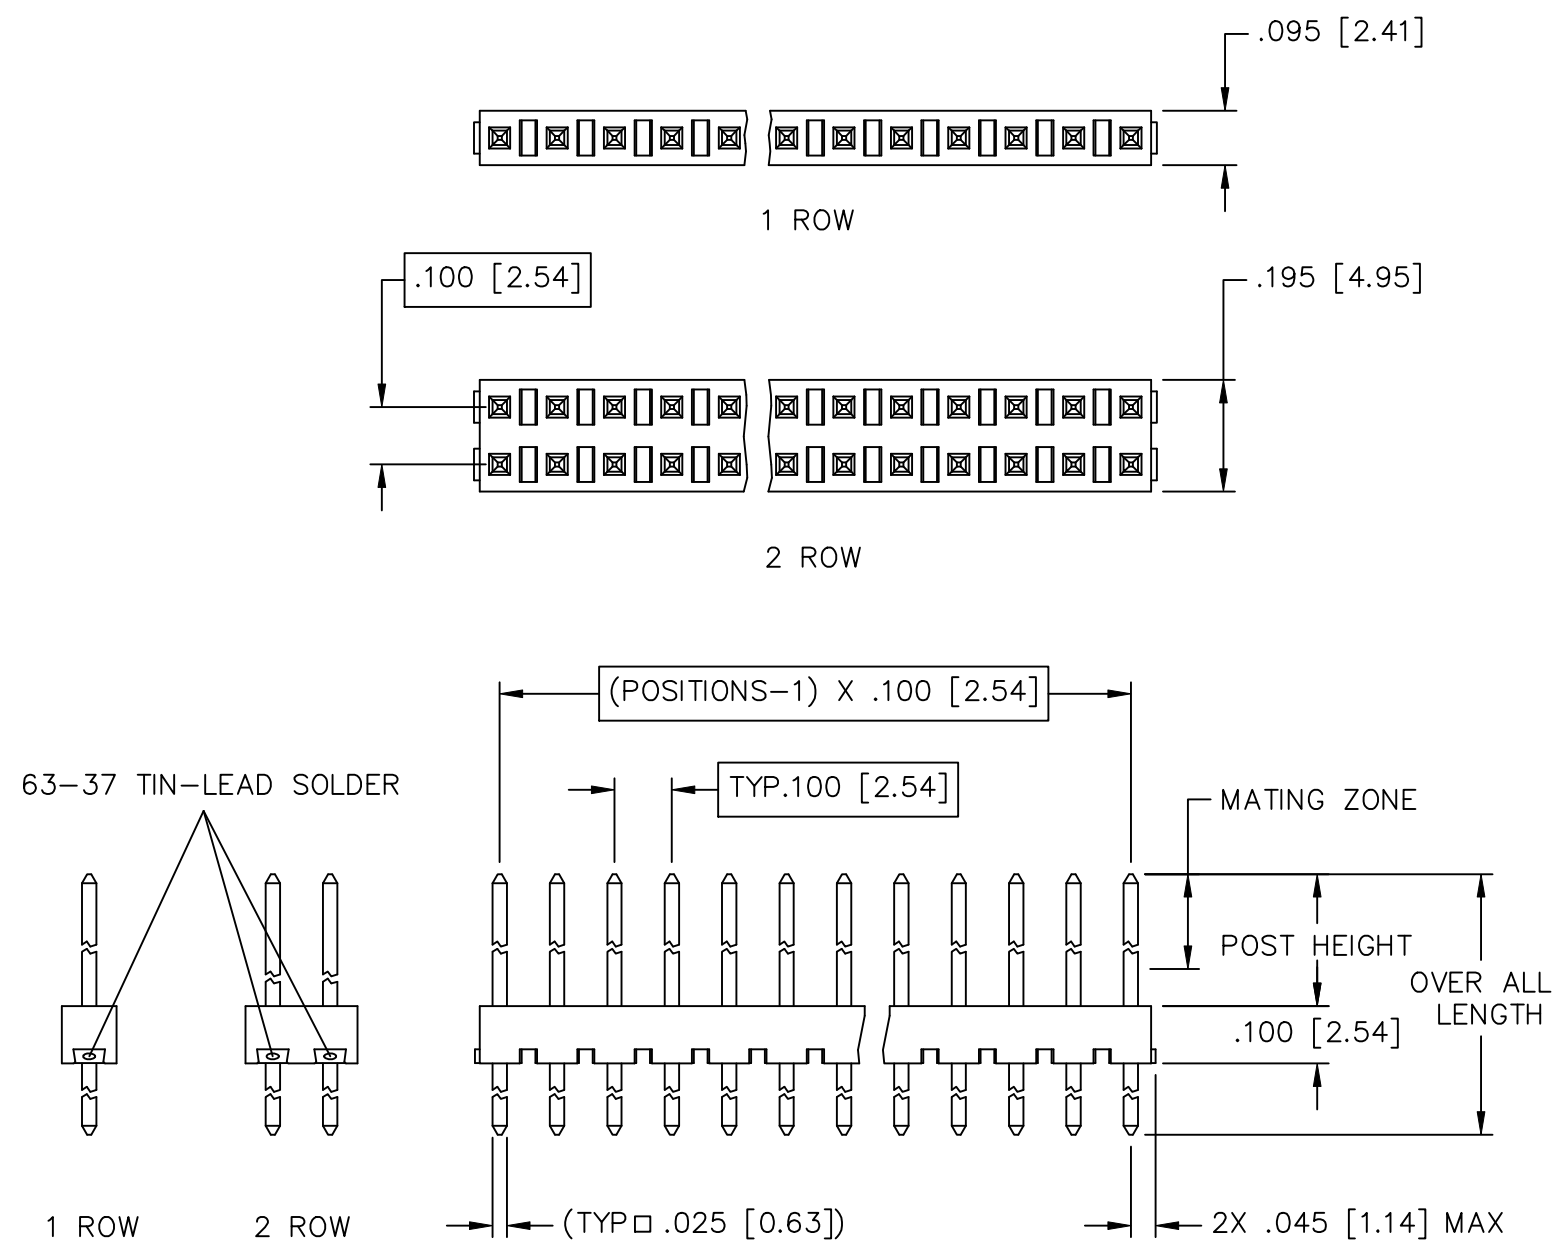 .095 [2.41]
1 ROW
.100 [2.54]
.195 [4.95]
2 ROW
(POSITIONS-1) X .100 [2.54]
63-37 TIN-LEAD SOLDER
TYP.100 [2.54]
MATING ZONE
POST HEIGHT
OVER ALL
LENGTH
.100 [2.54]
1 ROW
2 ROW
(TYP□ .025 [0.63])
2X .045 [1.14] MAX